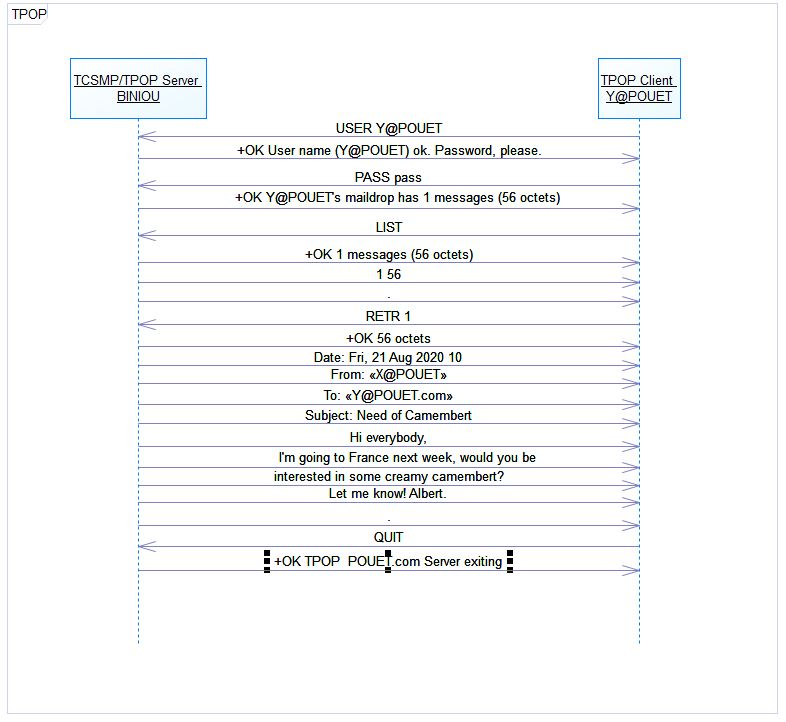 TPOP
TCSMP/TPOP Server
BINIOU
TPOP Client
Y@POUET
USER Y@POUET
+OK User name (Y@POUET) ok. Password, please.
PASS pass
+OK Y@POUET's maildrop has 1 messages (56 octets)
LIST
+OK 1 messages (56 octets)
1 56
.
RETR 1
+OK 56 octets
Date: Fri, 21 Aug 2020 10
From: «X@POUET»
To: «Y@POUET.com»
Subject: Need of Camembert
Hi everybody,
I'm going to France next week, would you be
interested in some creamy camembert?
Let me know! Albert.
.
QUIT
+OK TPOP  POUET.com Server exiting